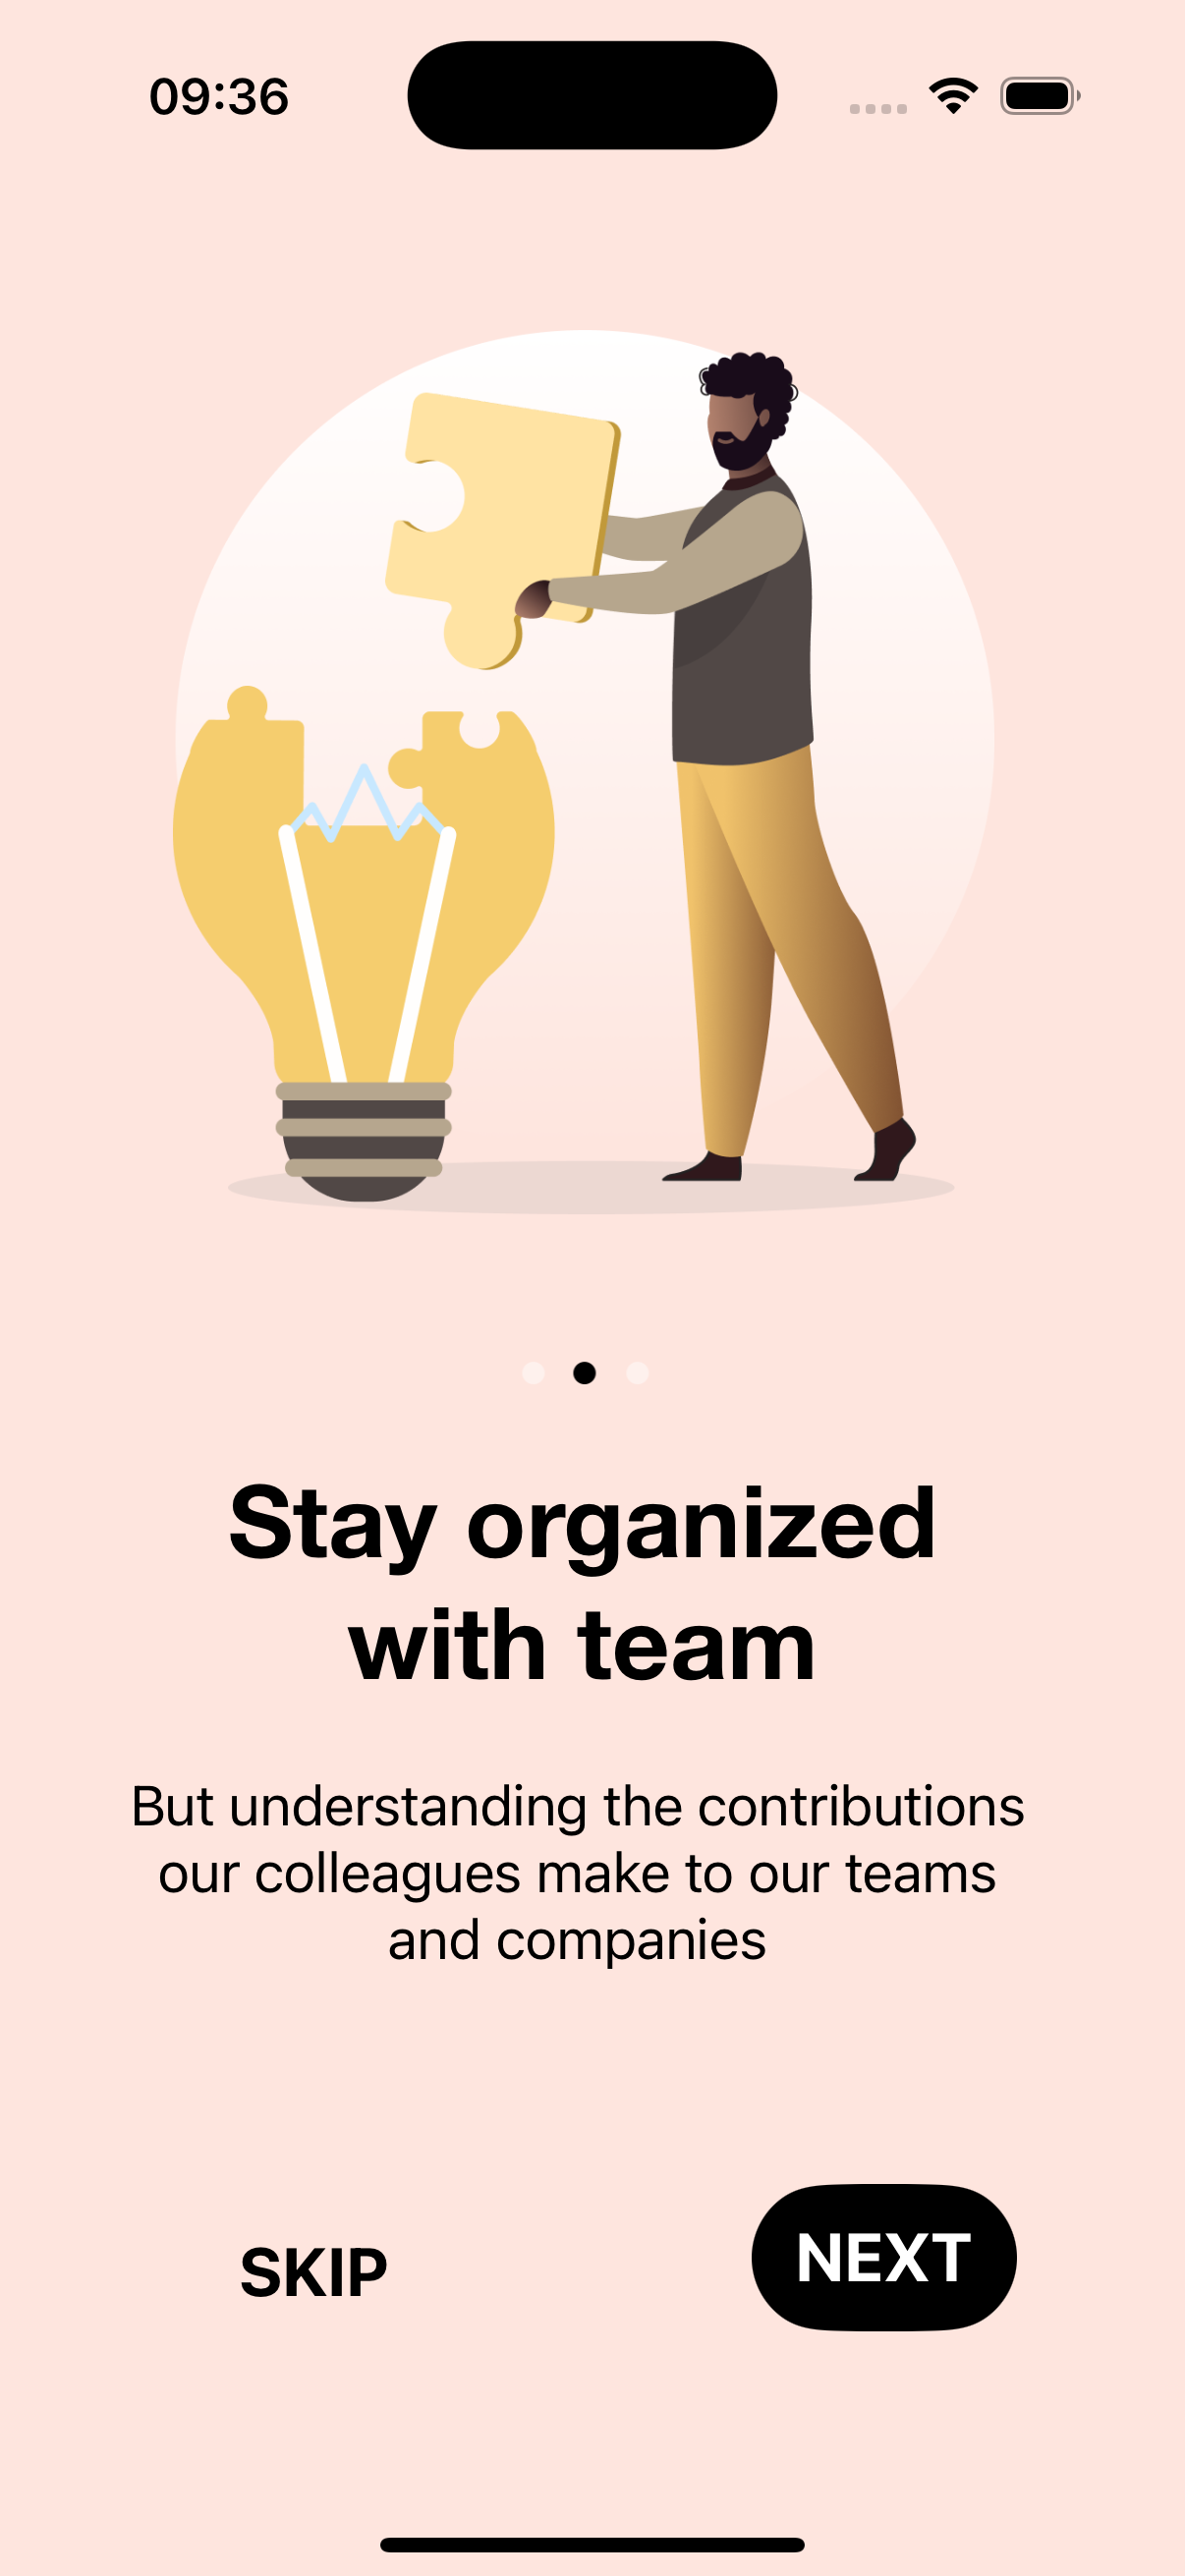 09:36
Stay organized
with team
But understanding the contributions
our colleagues make to our teams
and companies
SKIP
NEXT